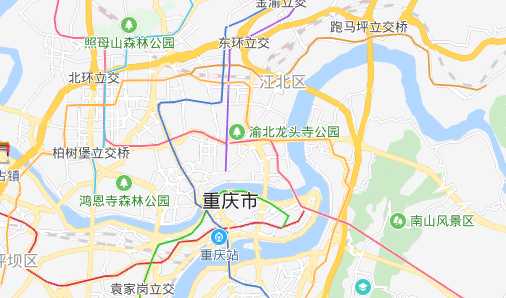 金渝立交
跑马坪立交桥
照母山森林公园
东环立交
北环立交
江北区
渝北龙头寺公园
柏树堡立交桥
古镇
鸿恩寺森林公园
重庆市
南山风景区
重庆站
坪坝区
袁家岗立交